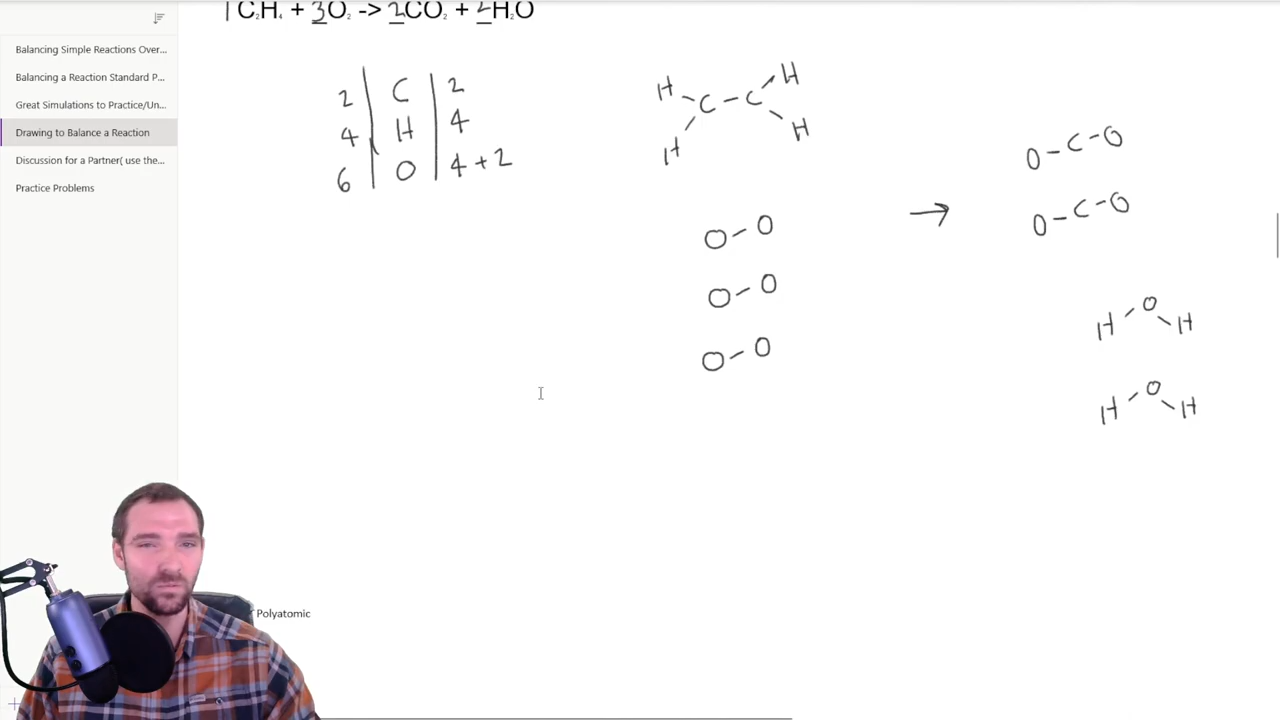 1 C₂H₄ + 3O₂ -> 2CO₂ + 2H₂O
Balancing Simple Reactions Over...
Balancing a Reaction Standard P...
Great Simulations to Practice/Un...
Drawing to Balance a Reaction
Discussion for a Partner( use the...
Practice Problems
2 | C | 2
4 | H | 4
6 | O | 4 + 2
H H
C - C
H H
O - O
O - O
O - O
→
O - C - O
O - C - O
O
H H
O
H H
Polyatomic